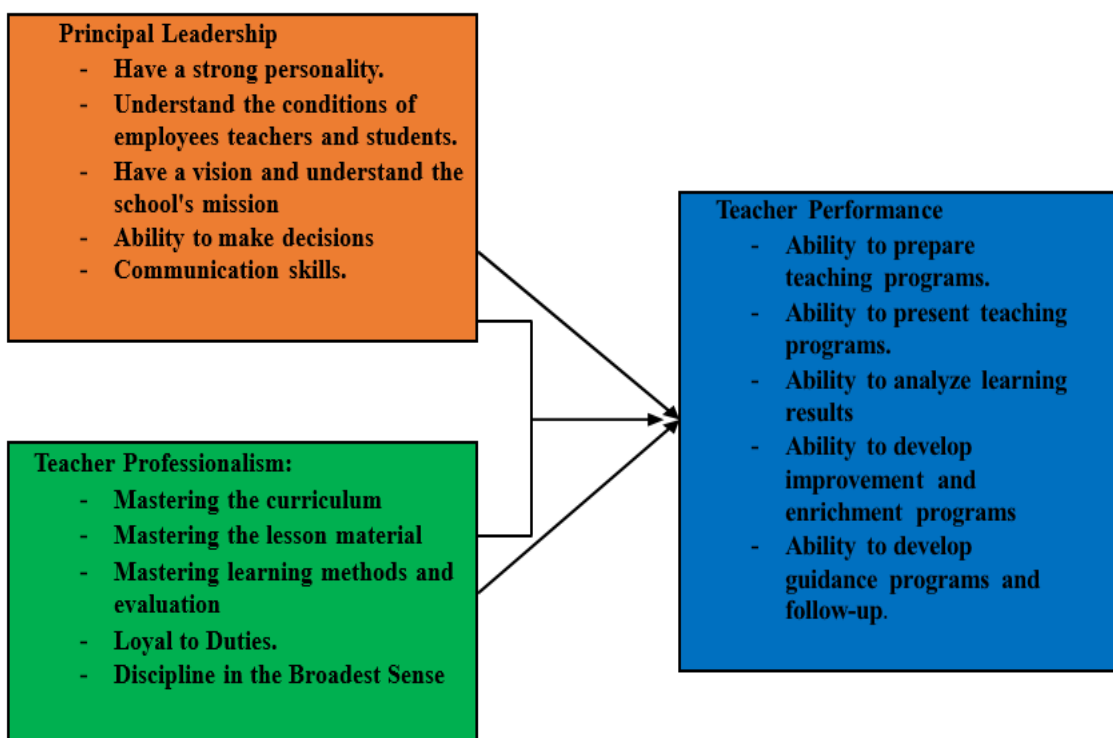 Principal Leadership
- Have a strong personality.
- Understand the conditions of
employees teachers and students.
- Have a vision and understand the
school's mission
- Ability to make decisions
- Communication skills.
Teacher Professionalism:
- Mastering the curriculum
- Mastering the lesson material
- Mastering learning methods and
evaluation
- Loyal to Duties.
- Discipline in the Broadest Sense
Teacher Performance
- Ability to prepare
teaching programs.
- Ability to present teaching
programs.
- Ability to analyze learning
results
- Ability to develop
improvement and
enrichment programs
- Ability to develop
guidance programs and
follow-up.